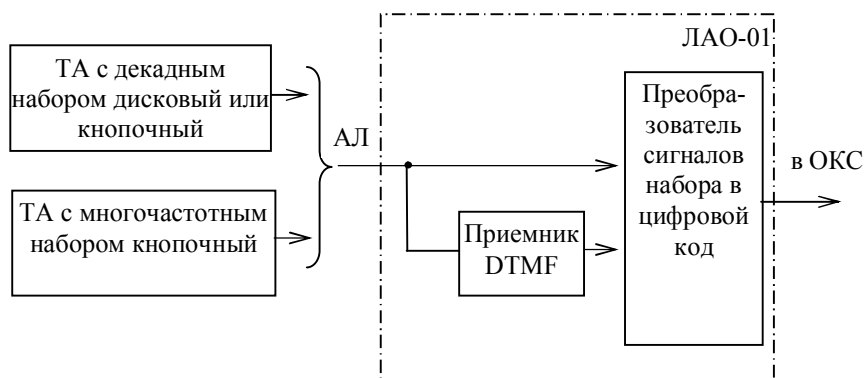 ТА с декадным
набором дисковый или
кнопочный
ТА с многочастотным
набором кнопочный
АЛ
ЛАО-01
Приемник
DTMF
Преобра-
зователь
сигналов
набора в
цифровой
код
в ОКС